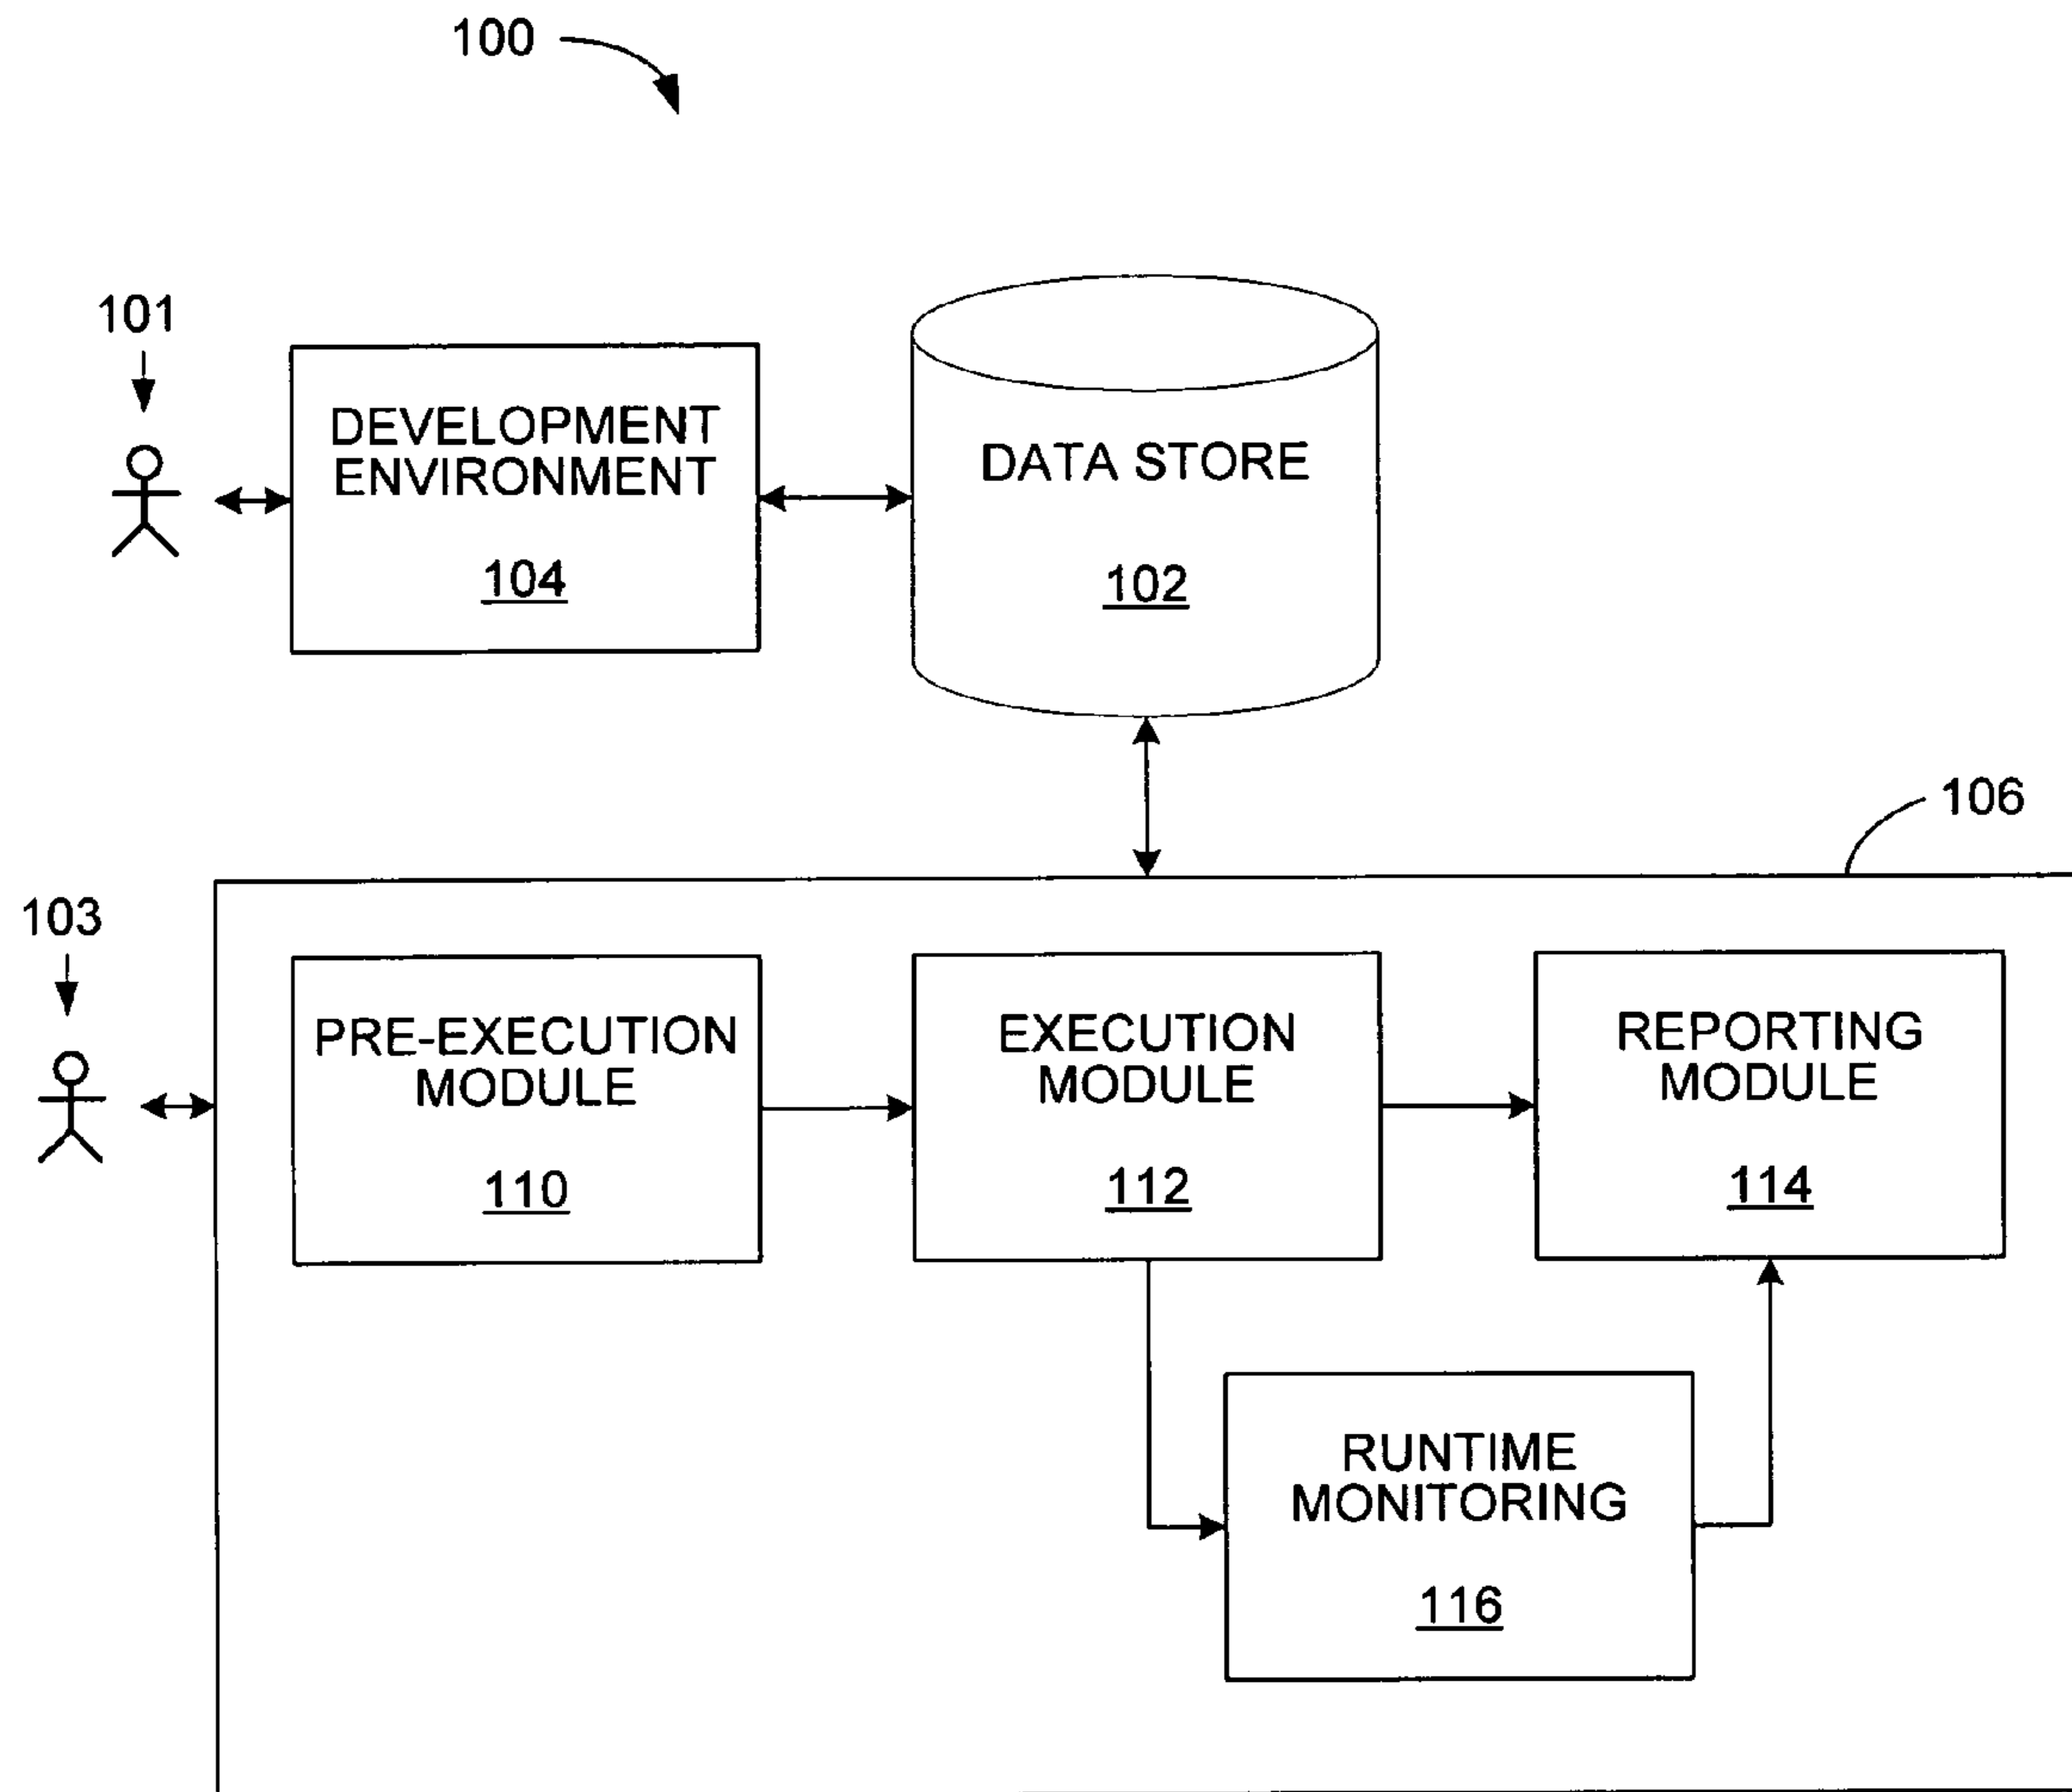 100
101
DEVELOPMENT
ENVIRONMENT
104
DATA STORE
102
106
103
PRE-EXECUTION
MODULE
110
EXECUTION
MODULE
112
REPORTING
MODULE
114
RUNTIME
MONITORING
116